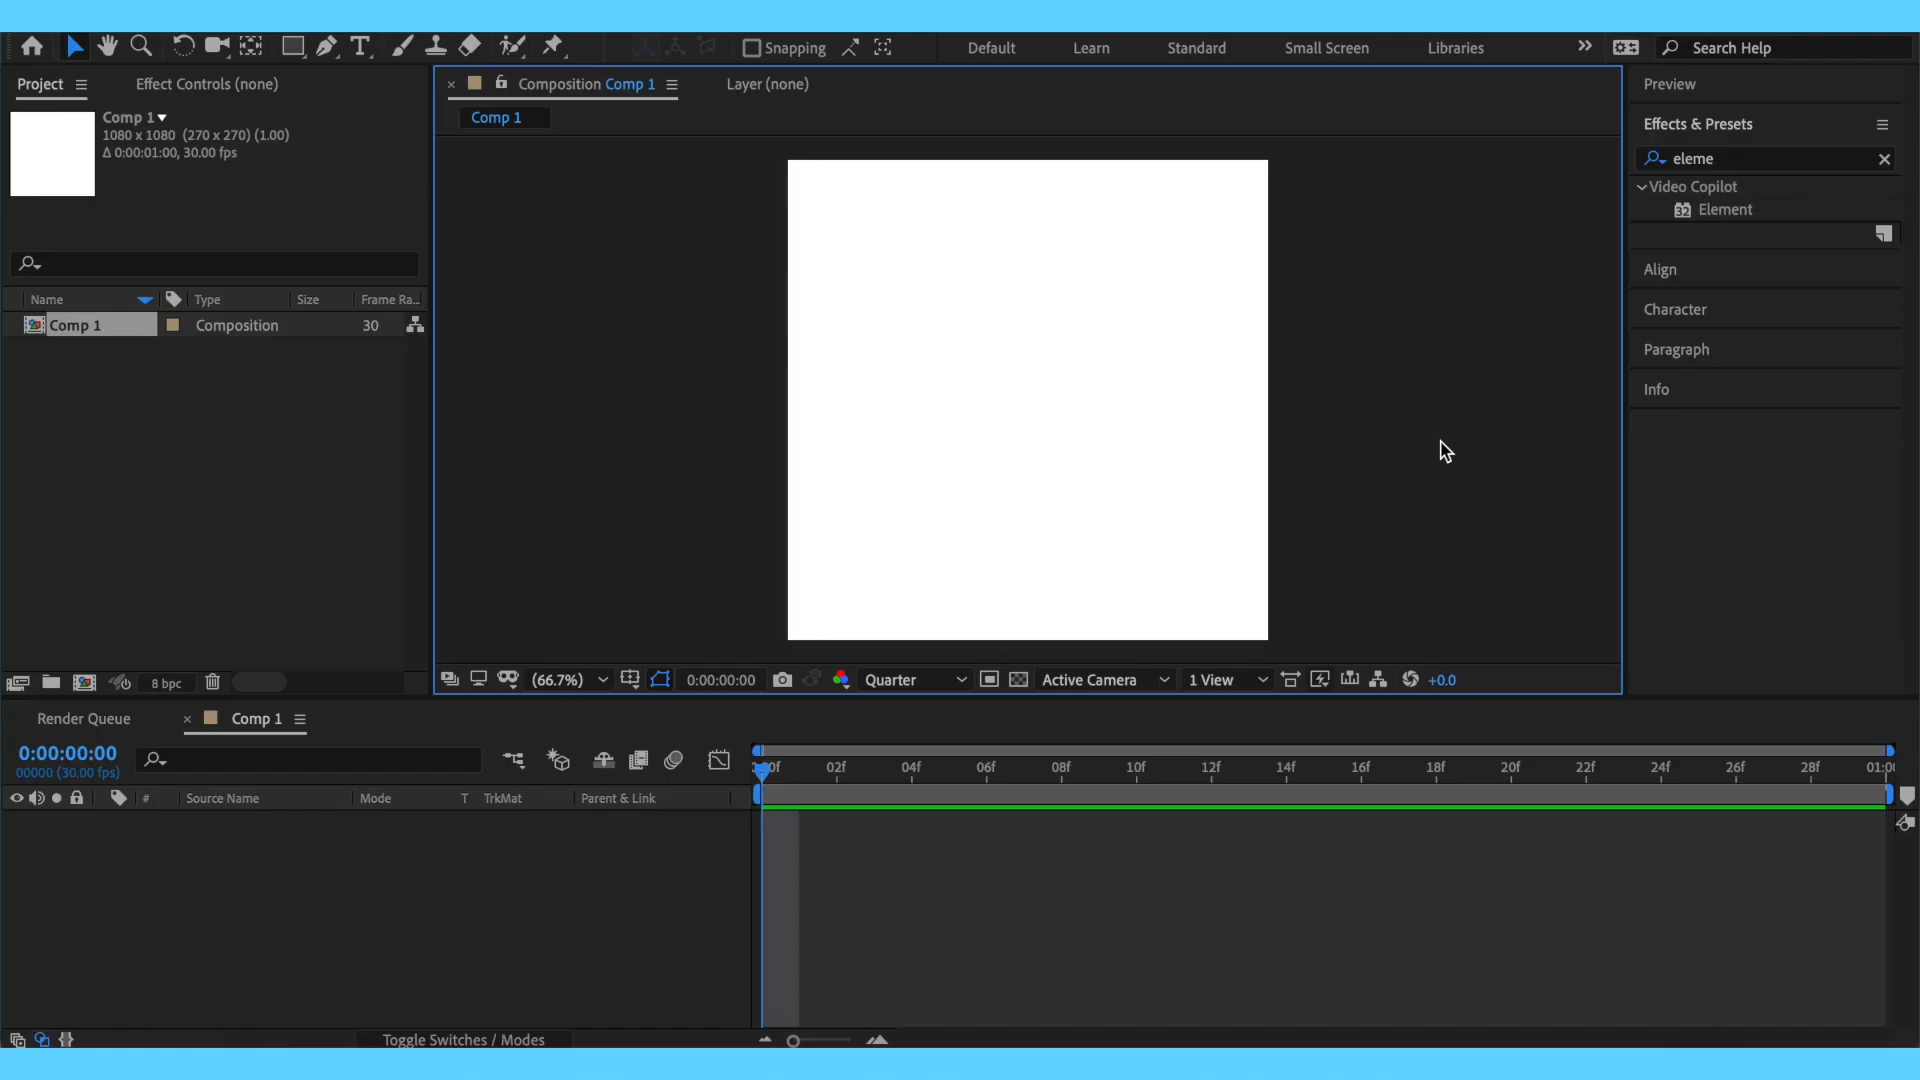 Snapping
Default
Learn
Standard
Small Screen
Libraries
Search Help
Project
Effect Controls (none)
Composition Comp 1
Layer (none)
Preview
Comp 1
1080 x 1080 (270 x 270) (1.00)
Δ 0:00:01:00, 30.00 fps
Comp 1
Effects & Presets
eleme
Video Copilot
32 Element
Align
Character
Paragraph
Info
Name
Type
Size
Frame Ra...
Comp 1
Composition
30
8 bpc
(66.7%)
0:00:00:00
Quarter
Active Camera
1 View
+0.0
Render Queue
Comp 1
0:00:00:00
00000 (30.00 fps)
02f 04f 06f 08f 10f 12f 14f 16f 18f 20f 22f 24f 26f 28f
#
Source Name
Mode
T
TrkMat
Parent & Link
Toggle Switches / Modes